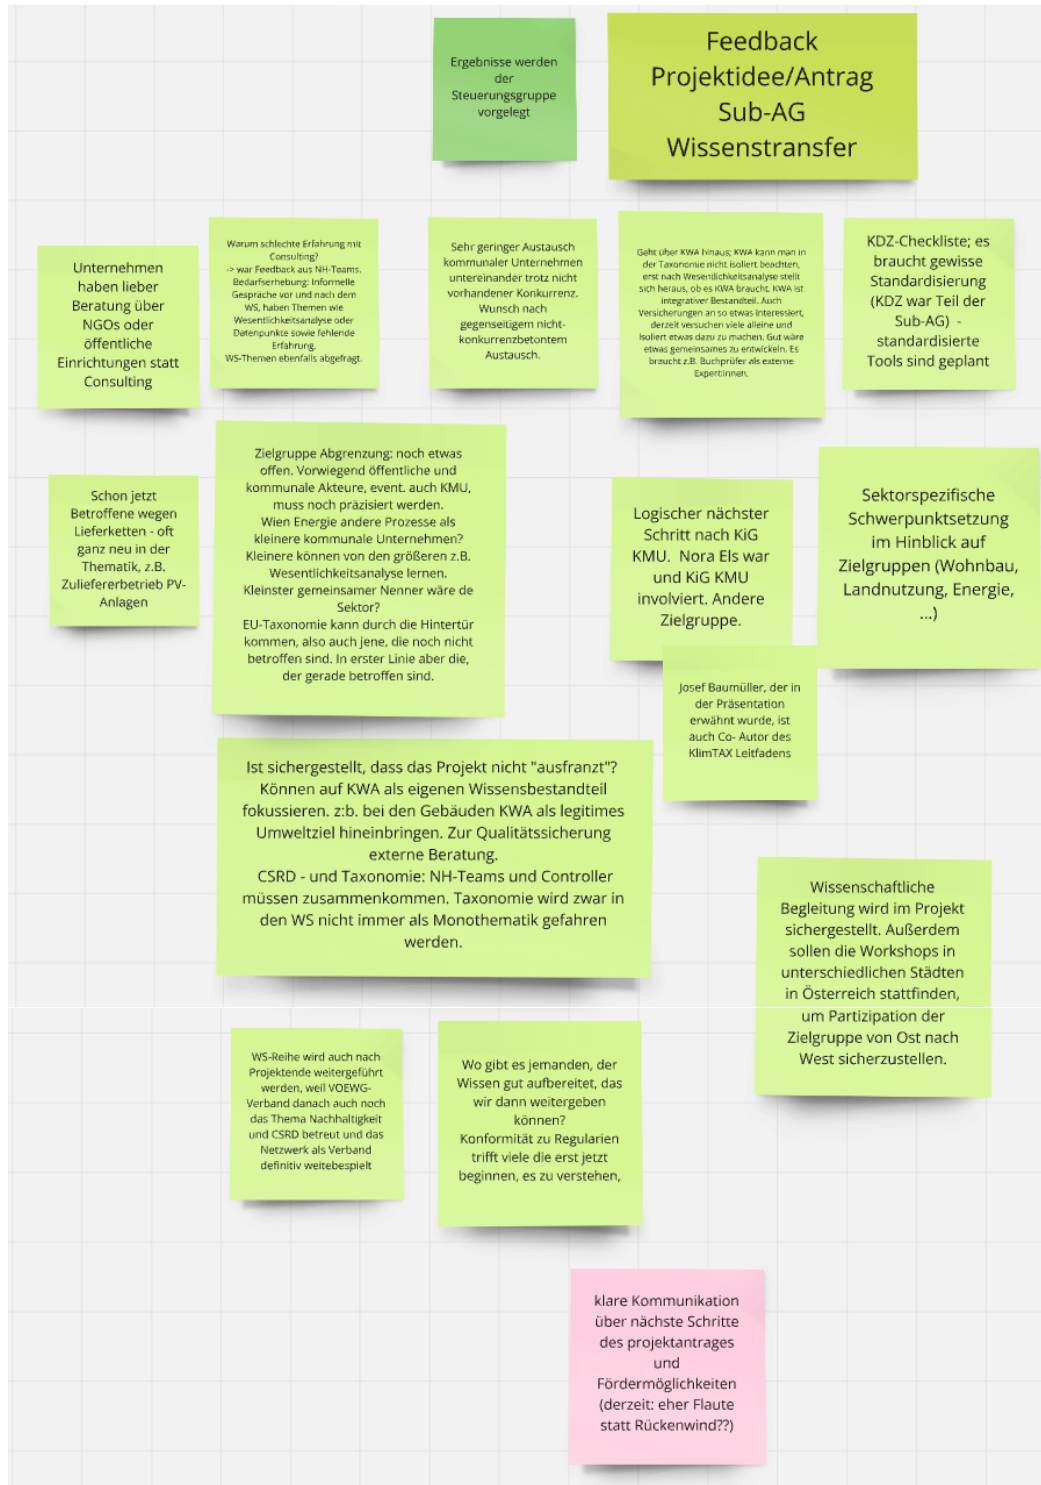 Ergebnisse werden
der
Steuerungsgruppe
vorgelegt
Feedback
Projektidee/Antrag
Sub-AG
Wissenstransfer
Unternehmen
haben lieber
Beratung über
NGOs oder
öffentliche
Einrichtungen statt
Consulting
Warum schlechte Erfahrung mit
Consulting?
-> war Feedback aus NH-Teams.
Bedarfserhebung: Informelle
Gespräche vor und nach dem
WS, haben Themen wie
Wesentlichkeitsanalyse oder
Datenpunkte sowie fehlende
Erfahrung.
WS-Themen ebenfalls abgefragt.
Sehr geringer Austausch
kommunaler Unternehmen
untereinander trotz nicht
vorhandener Konkurrenz.
Wunsch nach
gegenseitigem nicht-
konkurrenzbetontem
Austausch.
Geht über KWA hinaus; KWA kann man in
der Taxonomie nicht isoliert beachten,
erst nach Wesentlichkeitsanalyse stellt
sich heraus, ob es KWA braucht. KWA ist
integrativer Bestandteil. Auch
Versicherungen an so etwas interessiert,
derzeit versuchen viele alleine und
isoliert etwas dazu zu machen. Gut wäre
etwas gemeinsames zu entwickeln. Es
braucht z.B. Buchprüfer als externe
Expert:innen.
KDZ-Checkliste; es
braucht gewisse
Standardisierung
(KDZ war Teil der
Sub-AG) -
standardisierte
Tools sind geplant
Schon jetzt
Betroffene wegen
Lieferketten - oft
ganz neu in der
Thematik, z.B.
Zuliefererbetrieb PV-
Anlagen
Zielgruppe Abgrenzung: noch etwas
offen. Vorwiegend öffentliche und
kommunale Akteure, event. auch KMU,
muss noch präzisiert werden.
Wien Energie andere Prozesse als
kleinere kommunale Unternehmen?
Kleinere können von den größeren z.B.
Wesentlichkeitsanalyse lernen.
Kleinster gemeinsamer Nenner wäre de
Sektor?
EU-Taxonomie kann durch die Hintertür
kommen, also auch jene, die noch nicht
betroffen sind. In erster Linie aber die,
der gerade betroffen sind.
Logischer nächster
Schritt nach KiG
KMU. Nora Els war
und KiG KMU
involviert. Andere
Zielgruppe.
Sektorspezifische
Schwerpunktsetzung
im Hinblick auf
Zielgruppen (Wohnbau,
Landnutzung, Energie,
...)
Josef Baumüller, der in
der Präsentation
erwähnt wurde, ist
auch Co- Autor des
KlimTAX Leitfadens
Ist sichergestellt, dass das Projekt nicht "ausfranzt"?
Können auf KWA als eigenen Wissensbestandteil
fokussieren. z:b. bei den Gebäuden KWA als legitimes
Umweltziel hineinbringen. Zur Qualitätssicherung
externe Beratung.
CSRD - und Taxonomie: NH-Teams und Controller
müssen zusammenkommen. Taxonomie wird zwar in
den WS nicht immer als Monothematik gefahren
werden.
Wissenschaftliche
Begleitung wird im Projekt
sichergestellt. Außerdem
sollen die Workshops in
unterschiedlichen Städten
in Österreich stattfinden,
um Partizipation der
Zielgruppe von Ost nach
West sicherzustellen.
WS-Reihe wird auch nach
Projektende weitergeführt
werden, weil VOEWG-
Verband danach auch noch
das Thema Nachhaltigkeit
und CSRD betreut und das
Netzwerk als Verband
definitiv weitebespielt
Wo gibt es jemanden, der
Wissen gut aufbereitet, das
wir dann weitergeben
können?
Konformität zu Regularien
trifft viele die erst jetzt
beginnen, es zu verstehen,
klare Kommunikation
über nächste Schritte
des projektantrages
und
Fördermöglichkeiten
(derzeit: eher Flaute
statt Rückenwind??)